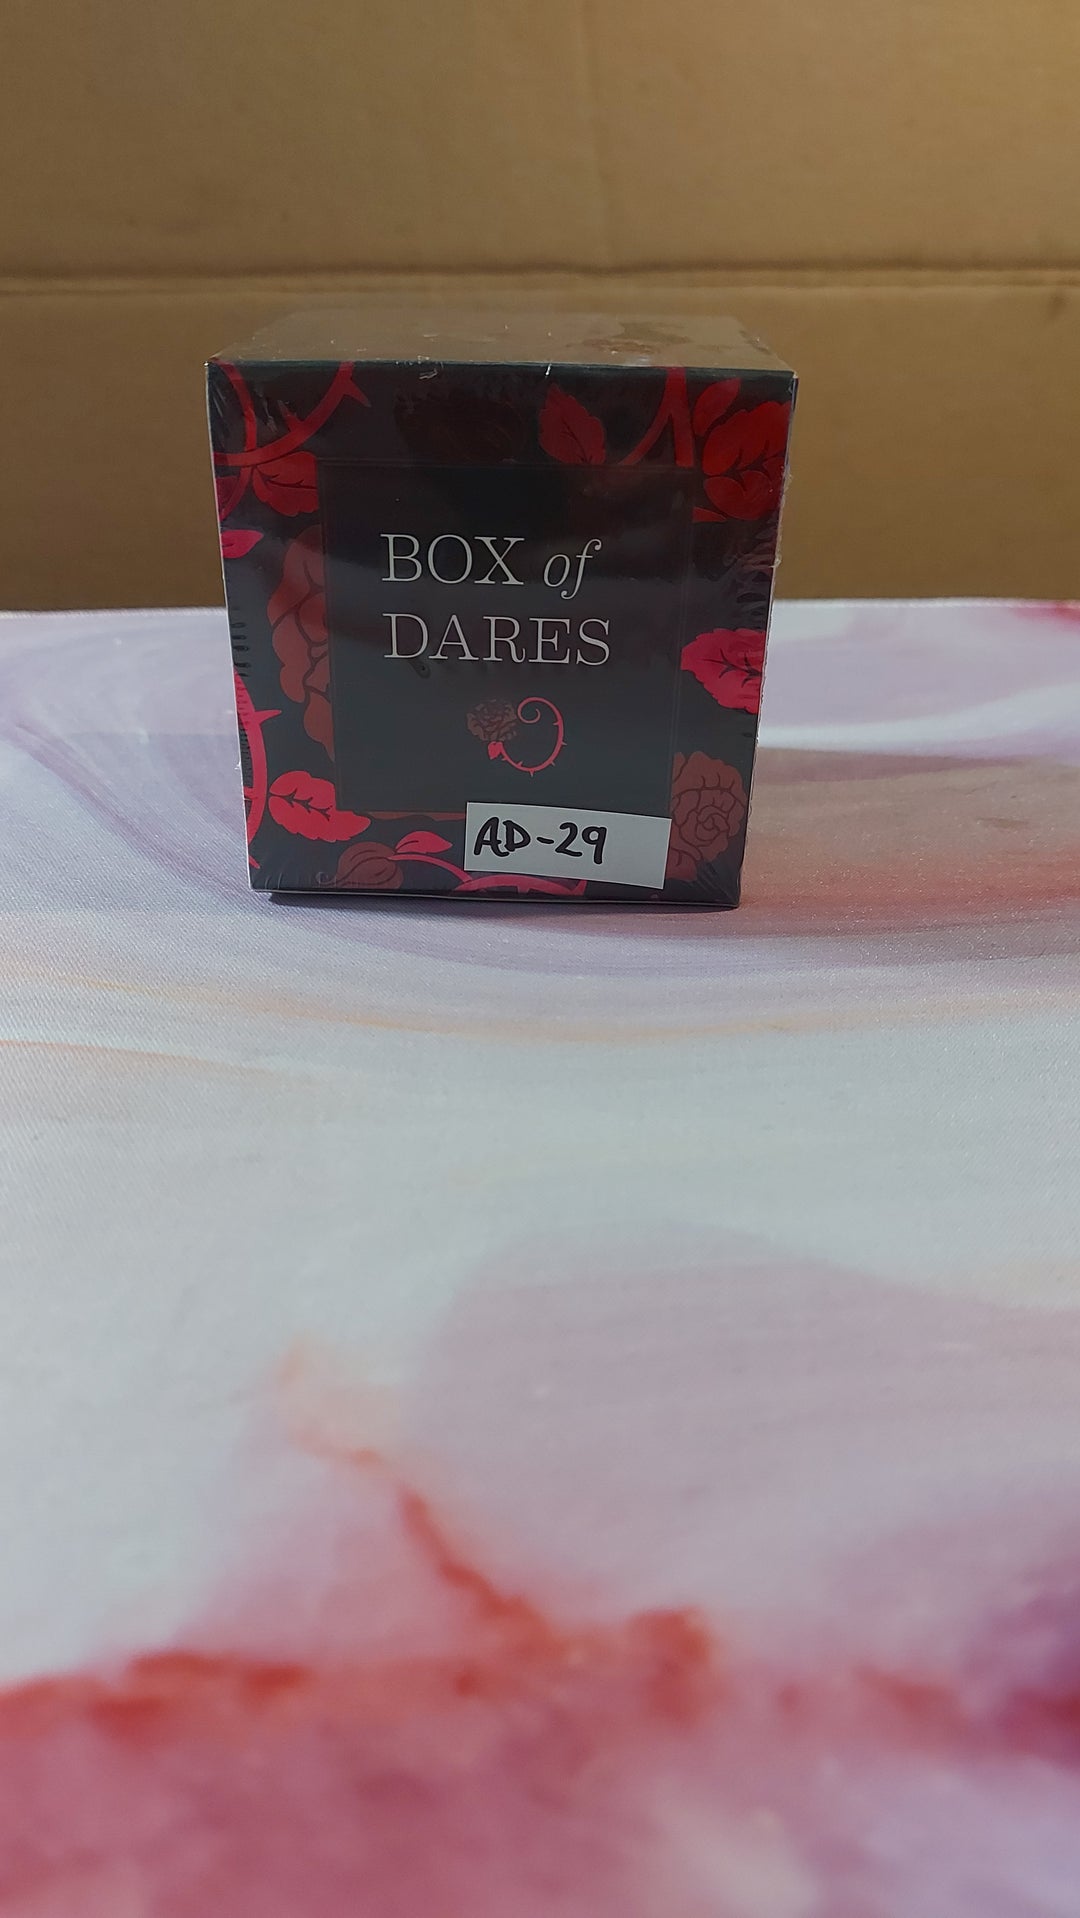 BOX of
DARES
AD-29